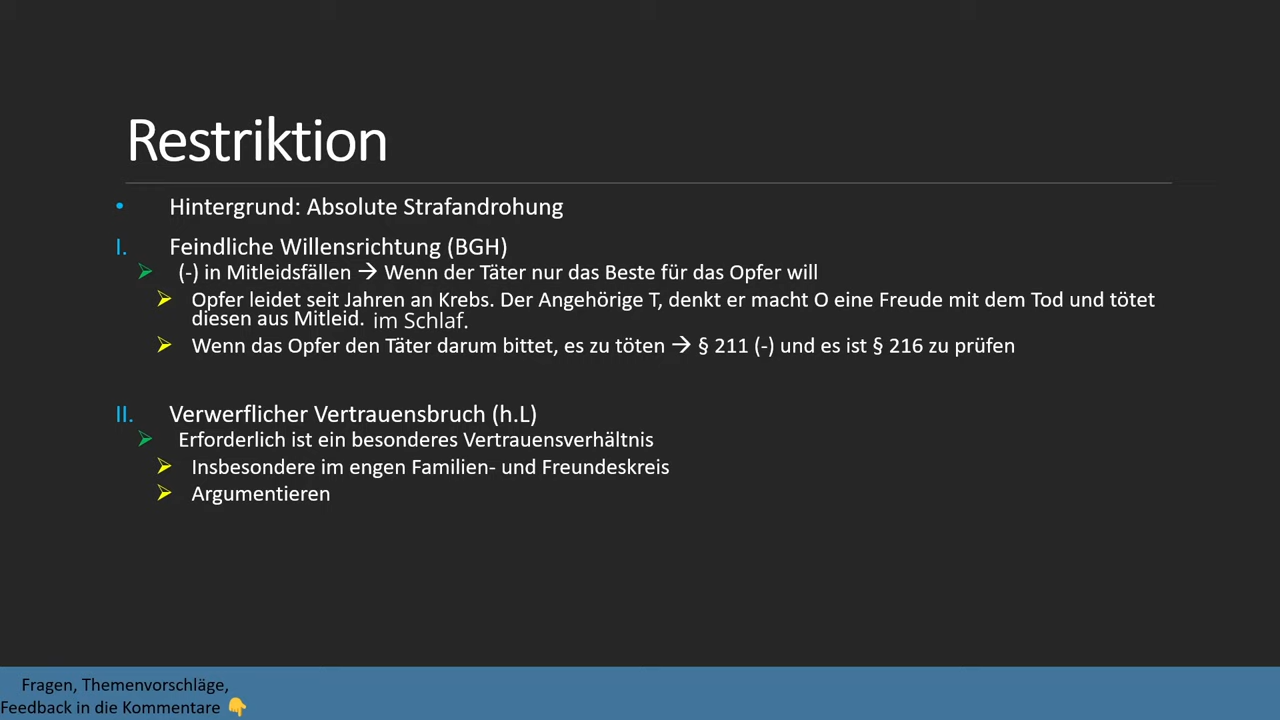 Restriktion
• Hintergrund: Absolute Strafandrohung
I. Feindliche Willensrichtung (BGH)
➢ (-) in Mitleidsfällen → Wenn der Täter nur das Beste für das Opfer will
➢ Opfer leidet seit Jahren an Krebs. Der Angehörige T, denkt er macht O eine Freude mit dem Tod und tötet
diesen aus Mitleid. im Schlaf.
➢ Wenn das Opfer den Täter darum bittet, es zu töten → § 211 (-) und es ist § 216 zu prüfen
II. Verwerflicher Vertrauensbruch (h.L)
➢ Erforderlich ist ein besonderes Vertrauensverhältnis
➢ Insbesondere im engen Familien- und Freundeskreis
➢ Argumentieren
Fragen, Themenvorschläge,
Feedback in die Kommentare 👇